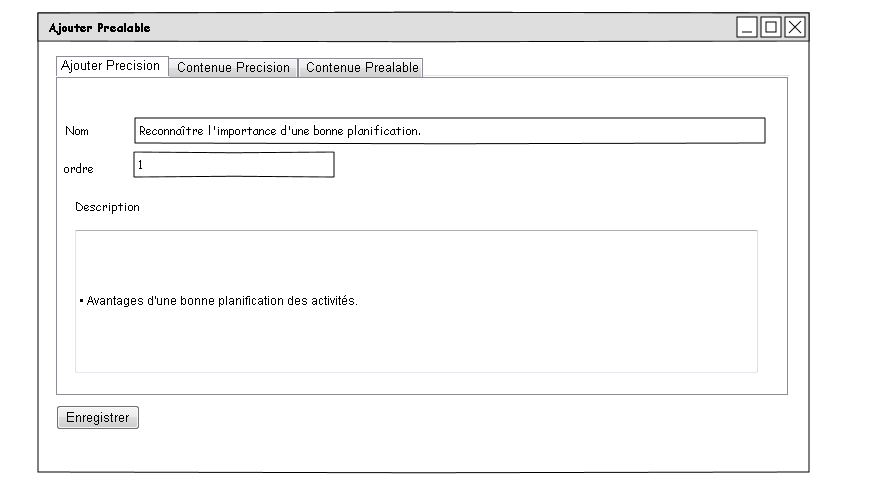 Ajouter Prealable
Ajouter Precision Contenue Precision Contenue Prealable
Nom Reconnaître l'importance d'une bonne planification.
ordre 1
Description
• Avantages d'une bonne planification des activités.
Enregistrer